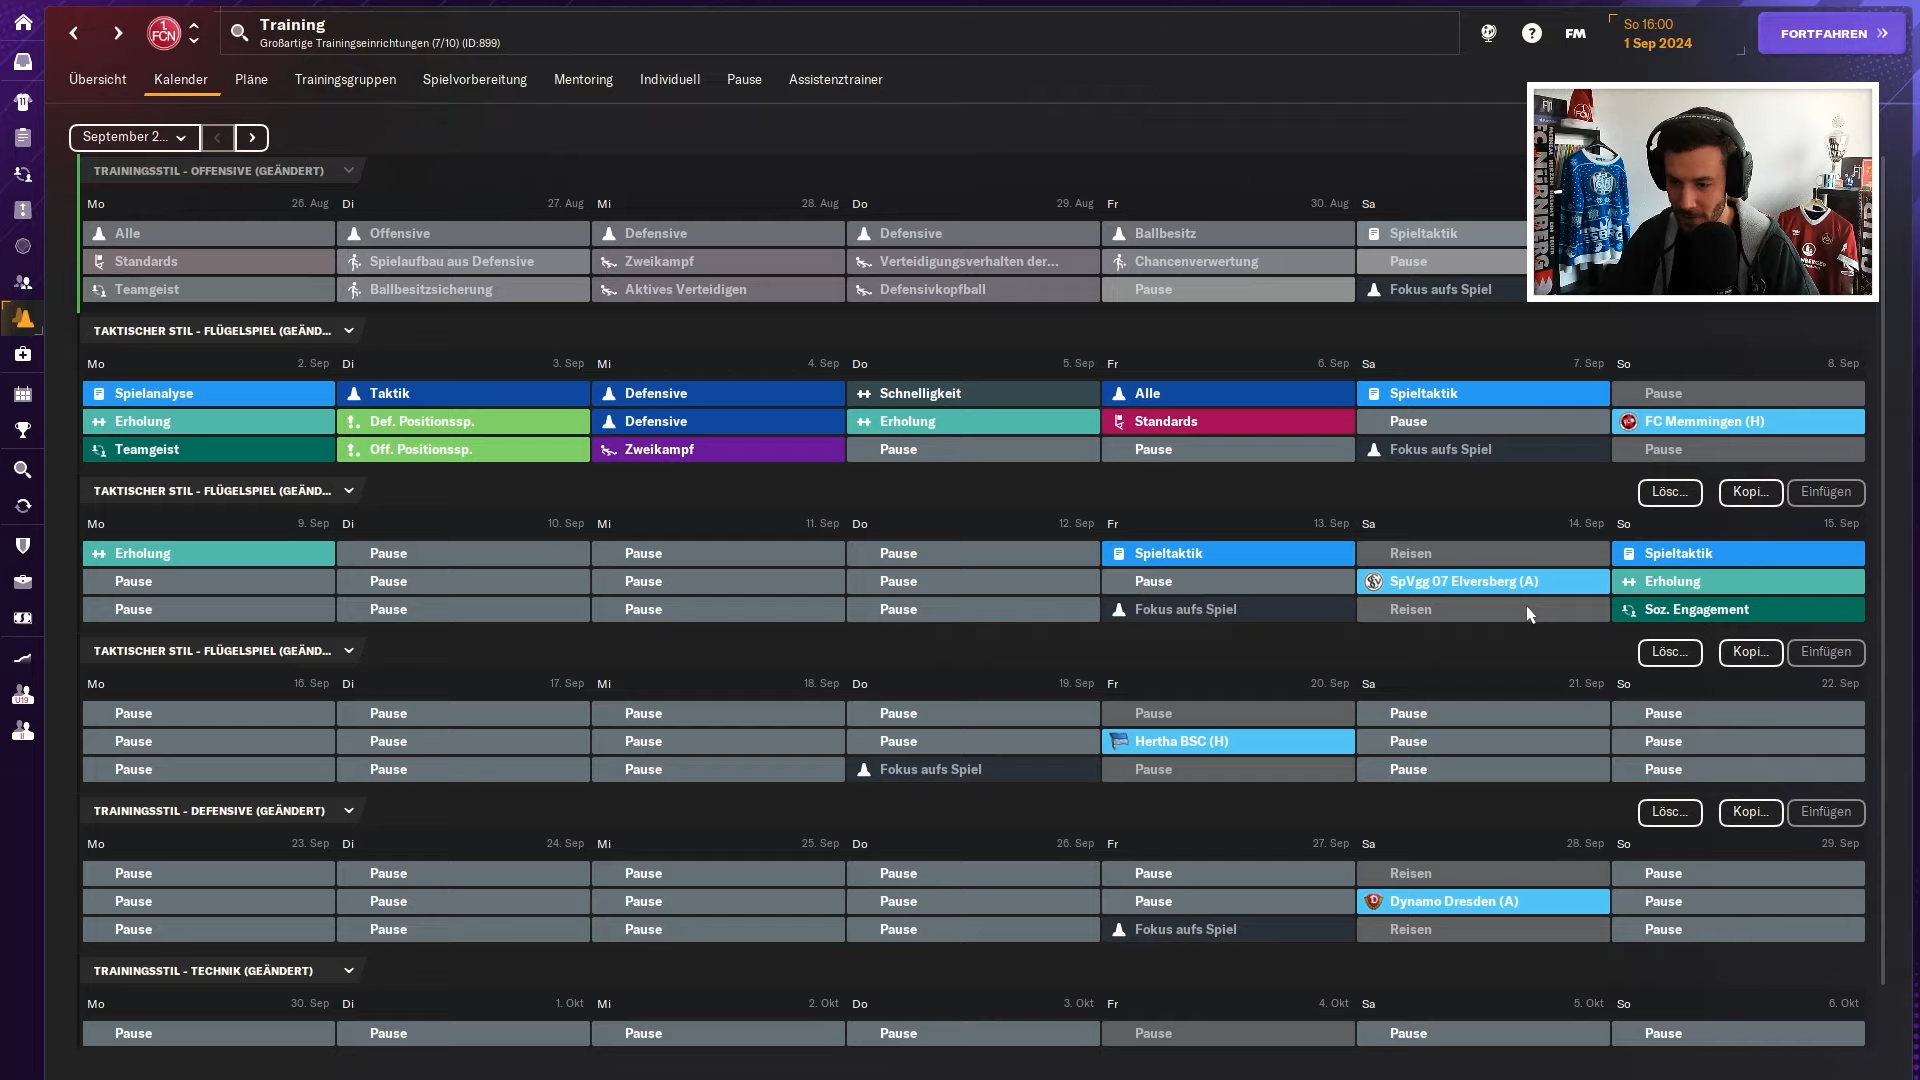 Training
Großartige Trainingseinrichtungen (7/10) (ID:899)
FM
So 16:00
1 Sep 2024
FORTFAHREN
Übersicht Kalender Pläne Trainingsgruppen Spielvorbereitung Mentoring Individuell Pause Assistenztrainer
September 2...
TRAININGSSTIL - OFFENSIVE (GEÄNDERT)
Mo 26. Aug Di 27. Aug Mi 28. Aug Do 29. Aug Fr 30. Aug Sa
Alle Offensive Defensive Defensive Ballbesitz Spieltaktik
Standards Spielaufbau aus Defensive Zweikampf Verteidigungsverhalten der... Chancenverwertung Pause
Teamgeist Ballbesitzsicherung Aktives Verteidigen Defensivkopfball Pause Fokus aufs Spiel
TAKTISCHER STIL - FLÜGELSPIEL (GEÄND...
Mo 2. Sep Di 3. Sep Mi 4. Sep Do 5. Sep Fr 6. Sep Sa 7. Sep So 8. Sep
Spielanalyse Taktik Defensive Schnelligkeit Alle Spieltaktik Pause
Erholung Def. Positionssp. Defensive Erholung Standards Pause FC Memmingen (H)
Teamgeist Off. Positionssp. Zweikampf Pause Pause Fokus aufs Spiel Pause
TAKTISCHER STIL - FLÜGELSPIEL (GEÄND... Lösc... Kopi... Einfügen
Mo 9. Sep Di 10. Sep Mi 11. Sep Do 12. Sep Fr 13. Sep Sa 14. Sep So 15. Sep
Erholung Pause Pause Pause Spieltaktik Reisen Spieltaktik
Pause Pause Pause Pause Pause SpVgg 07 Elversberg (A) Erholung
Pause Pause Pause Pause Fokus aufs Spiel Reisen Soz. Engagement
TAKTISCHER STIL - FLÜGELSPIEL (GEÄND... Lösc... Kopi... Einfügen
Mo 16. Sep Di 17. Sep Mi 18. Sep Do 19. Sep Fr 20. Sep Sa 21. Sep So 22. Sep
Pause Pause Pause Pause Pause Pause Pause
Pause Pause Pause Pause Hertha BSC (H) Pause Pause
Pause Pause Pause Fokus aufs Spiel Pause Pause Pause
TRAININGSSTIL - DEFENSIVE (GEÄNDERT) Lösc... Kopi... Einfügen
Mo 23. Sep Di 24. Sep Mi 25. Sep Do 26. Sep Fr 27. Sep Sa 28. Sep So 29. Sep
Pause Pause Pause Pause Pause Reisen Pause
Pause Pause Pause Pause Pause Dynamo Dresden (A) Pause
Pause Pause Pause Pause Fokus aufs Spiel Reisen Pause
TRAININGSSTIL - TECHNIK (GEÄNDERT)
Mo 30. Sep Di 1. Okt Mi 2. Okt Do 3. Okt Fr 4. Okt Sa 5. Okt So 6. Okt
Pause Pause Pause Pause Pause Pause Pause